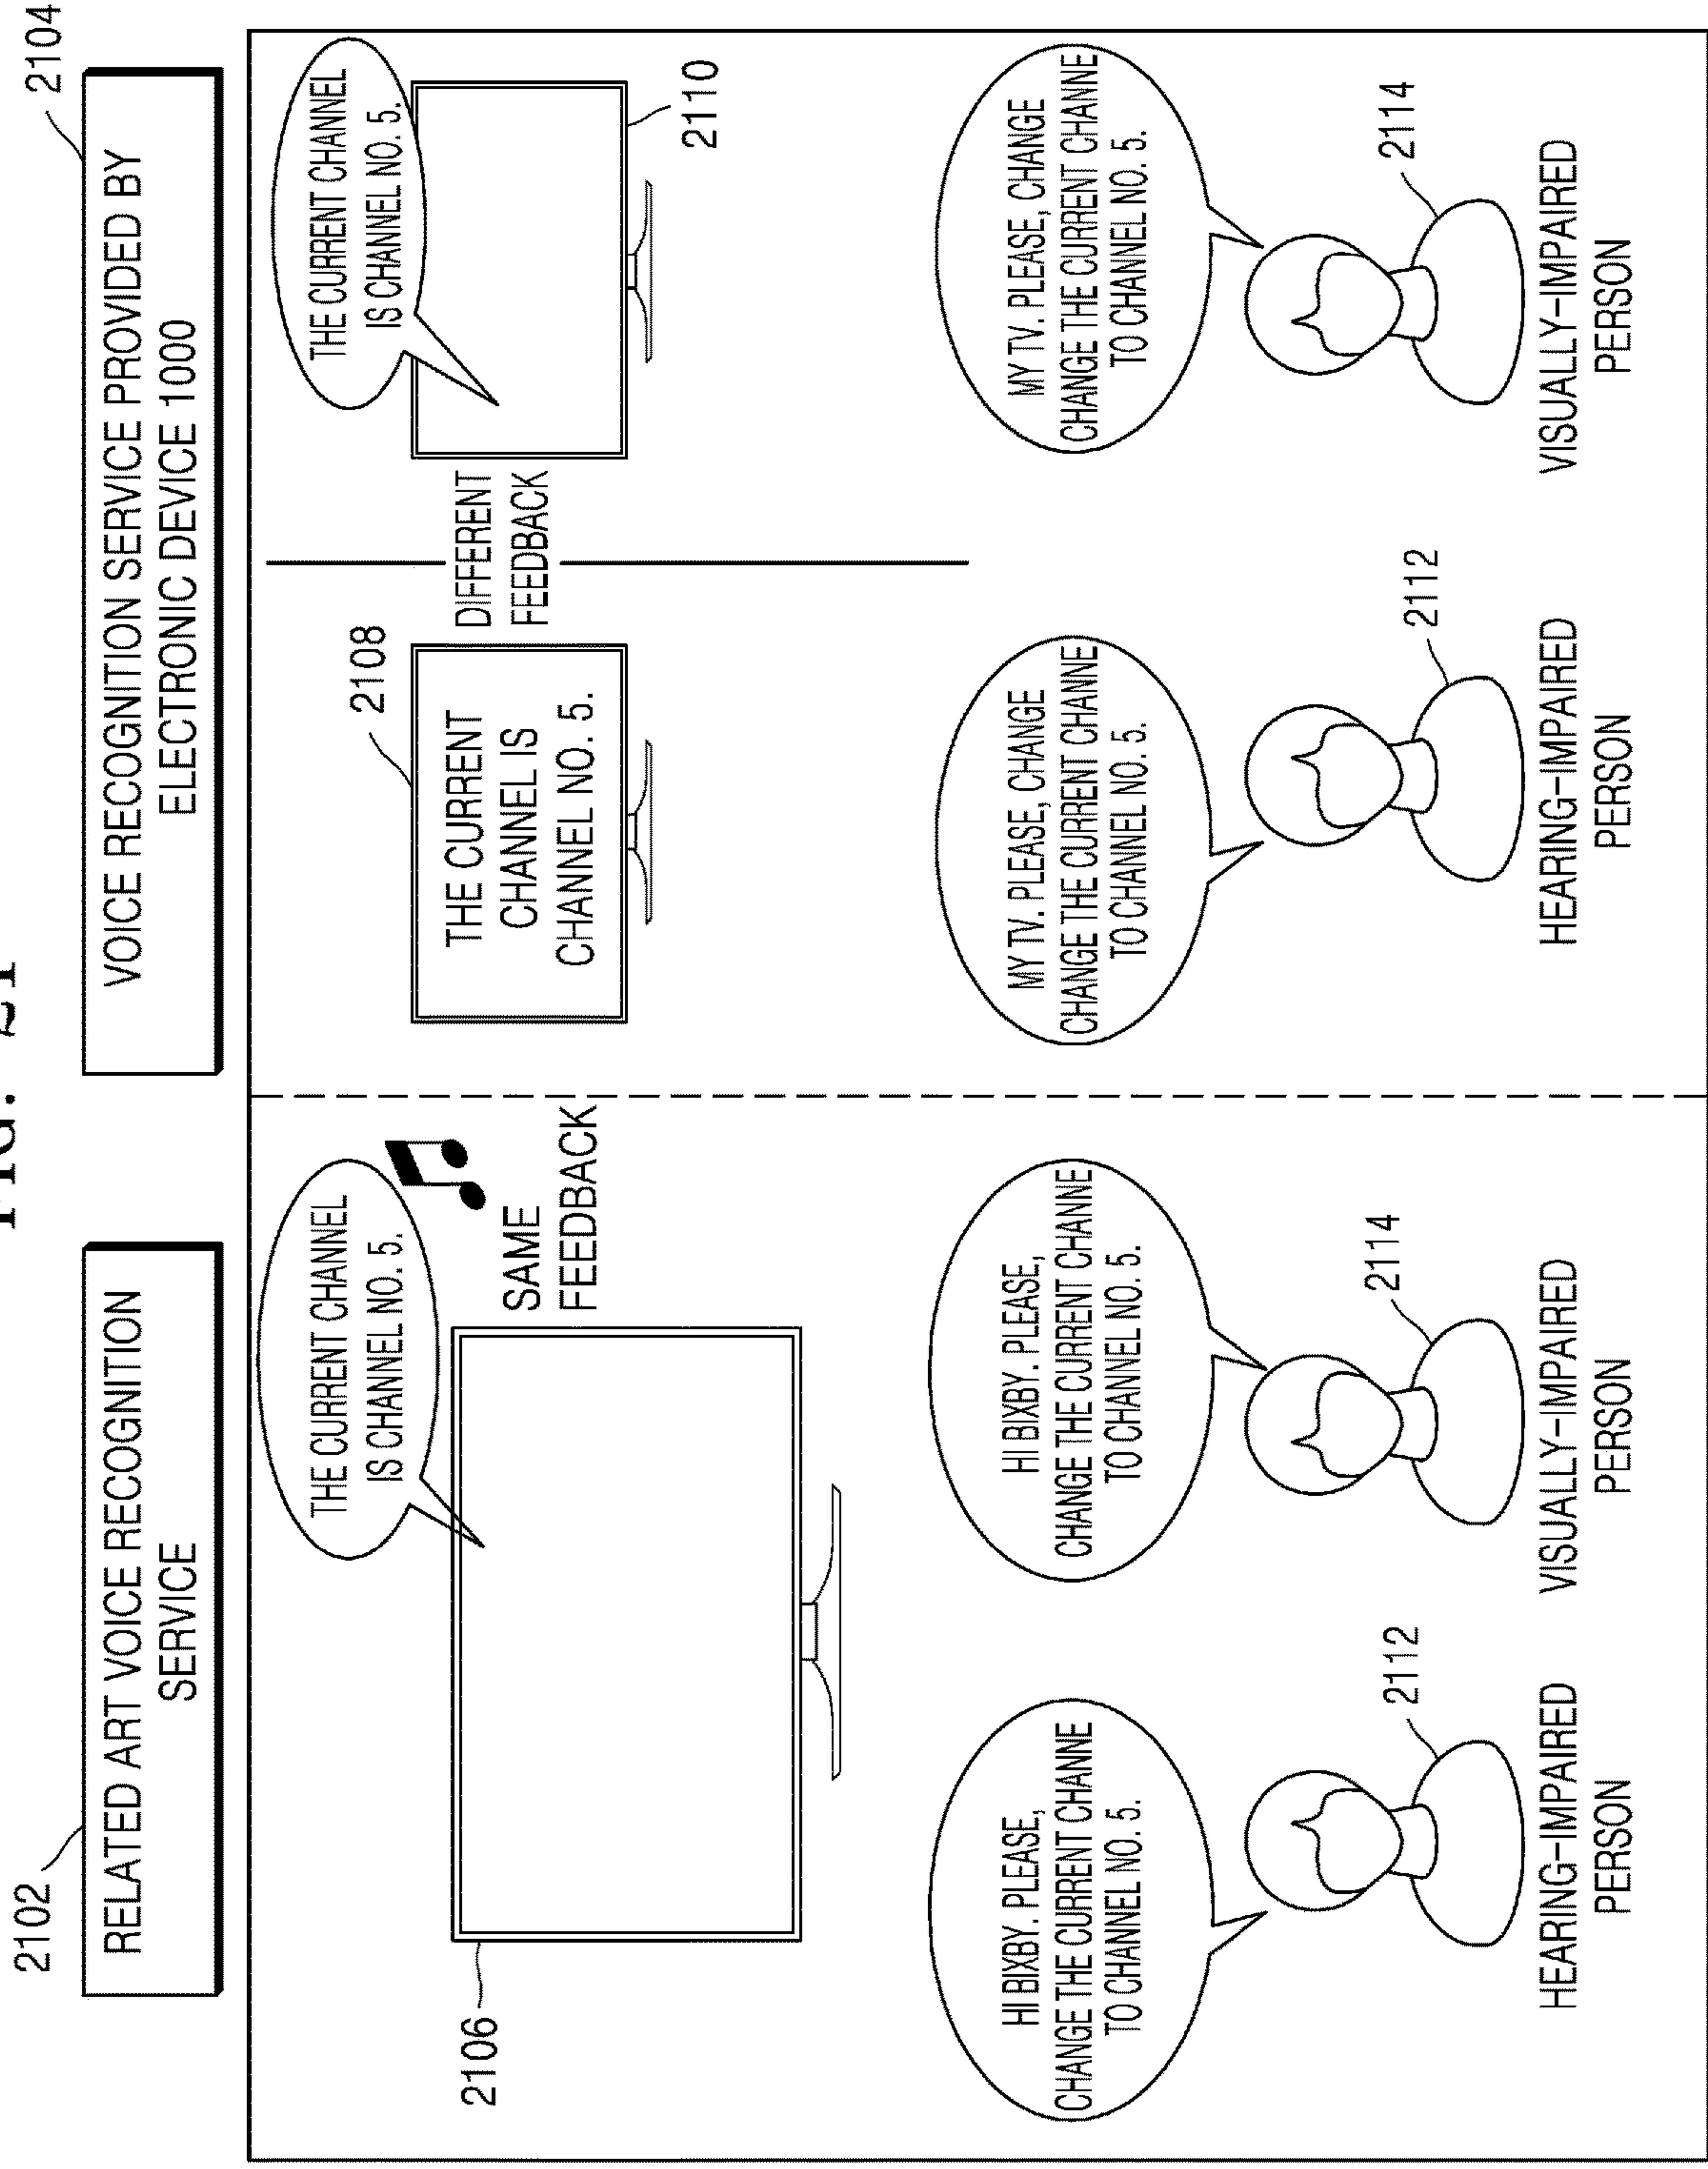 FIG. 21
2102
RELATED ART VOICE RECOGNITION
SERVICE
2104
VOICE RECOGNITION SERVICE PROVIDED BY
ELECTRONIC DEVICE 1000
THE CURRENT CHANNEL
IS CHANNEL NO. 5.
SAME
FEEDBACK
2106
HI BIXBY. PLEASE,
CHANGE THE CURRENT CHANNE
TO CHANNEL NO. 5.
2112
HEARING-IMPAIRED
PERSON
HI BIXBY. PLEASE,
CHANGE THE CURRENT CHANNE
TO CHANNEL NO. 5.
2114
VISUALLY-IMPAIRED
PERSON
2108
THE CURRENT
CHANNEL IS
CHANNEL NO. 5.
DIFFERENT
FEEDBACK
THE CURRENT CHANNEL
IS CHANNEL NO. 5.
2110
MY TV. PLEASE, CHANGE
CHANGE THE CURRENT CHANNE
TO CHANNEL NO. 5.
2112
HEARING-IMPAIRED
PERSON
MY TV. PLEASE, CHANGE
CHANGE THE CURRENT CHANNE
TO CHANNEL NO. 5.
2114
VISUALLY-IMPAIRED
PERSON